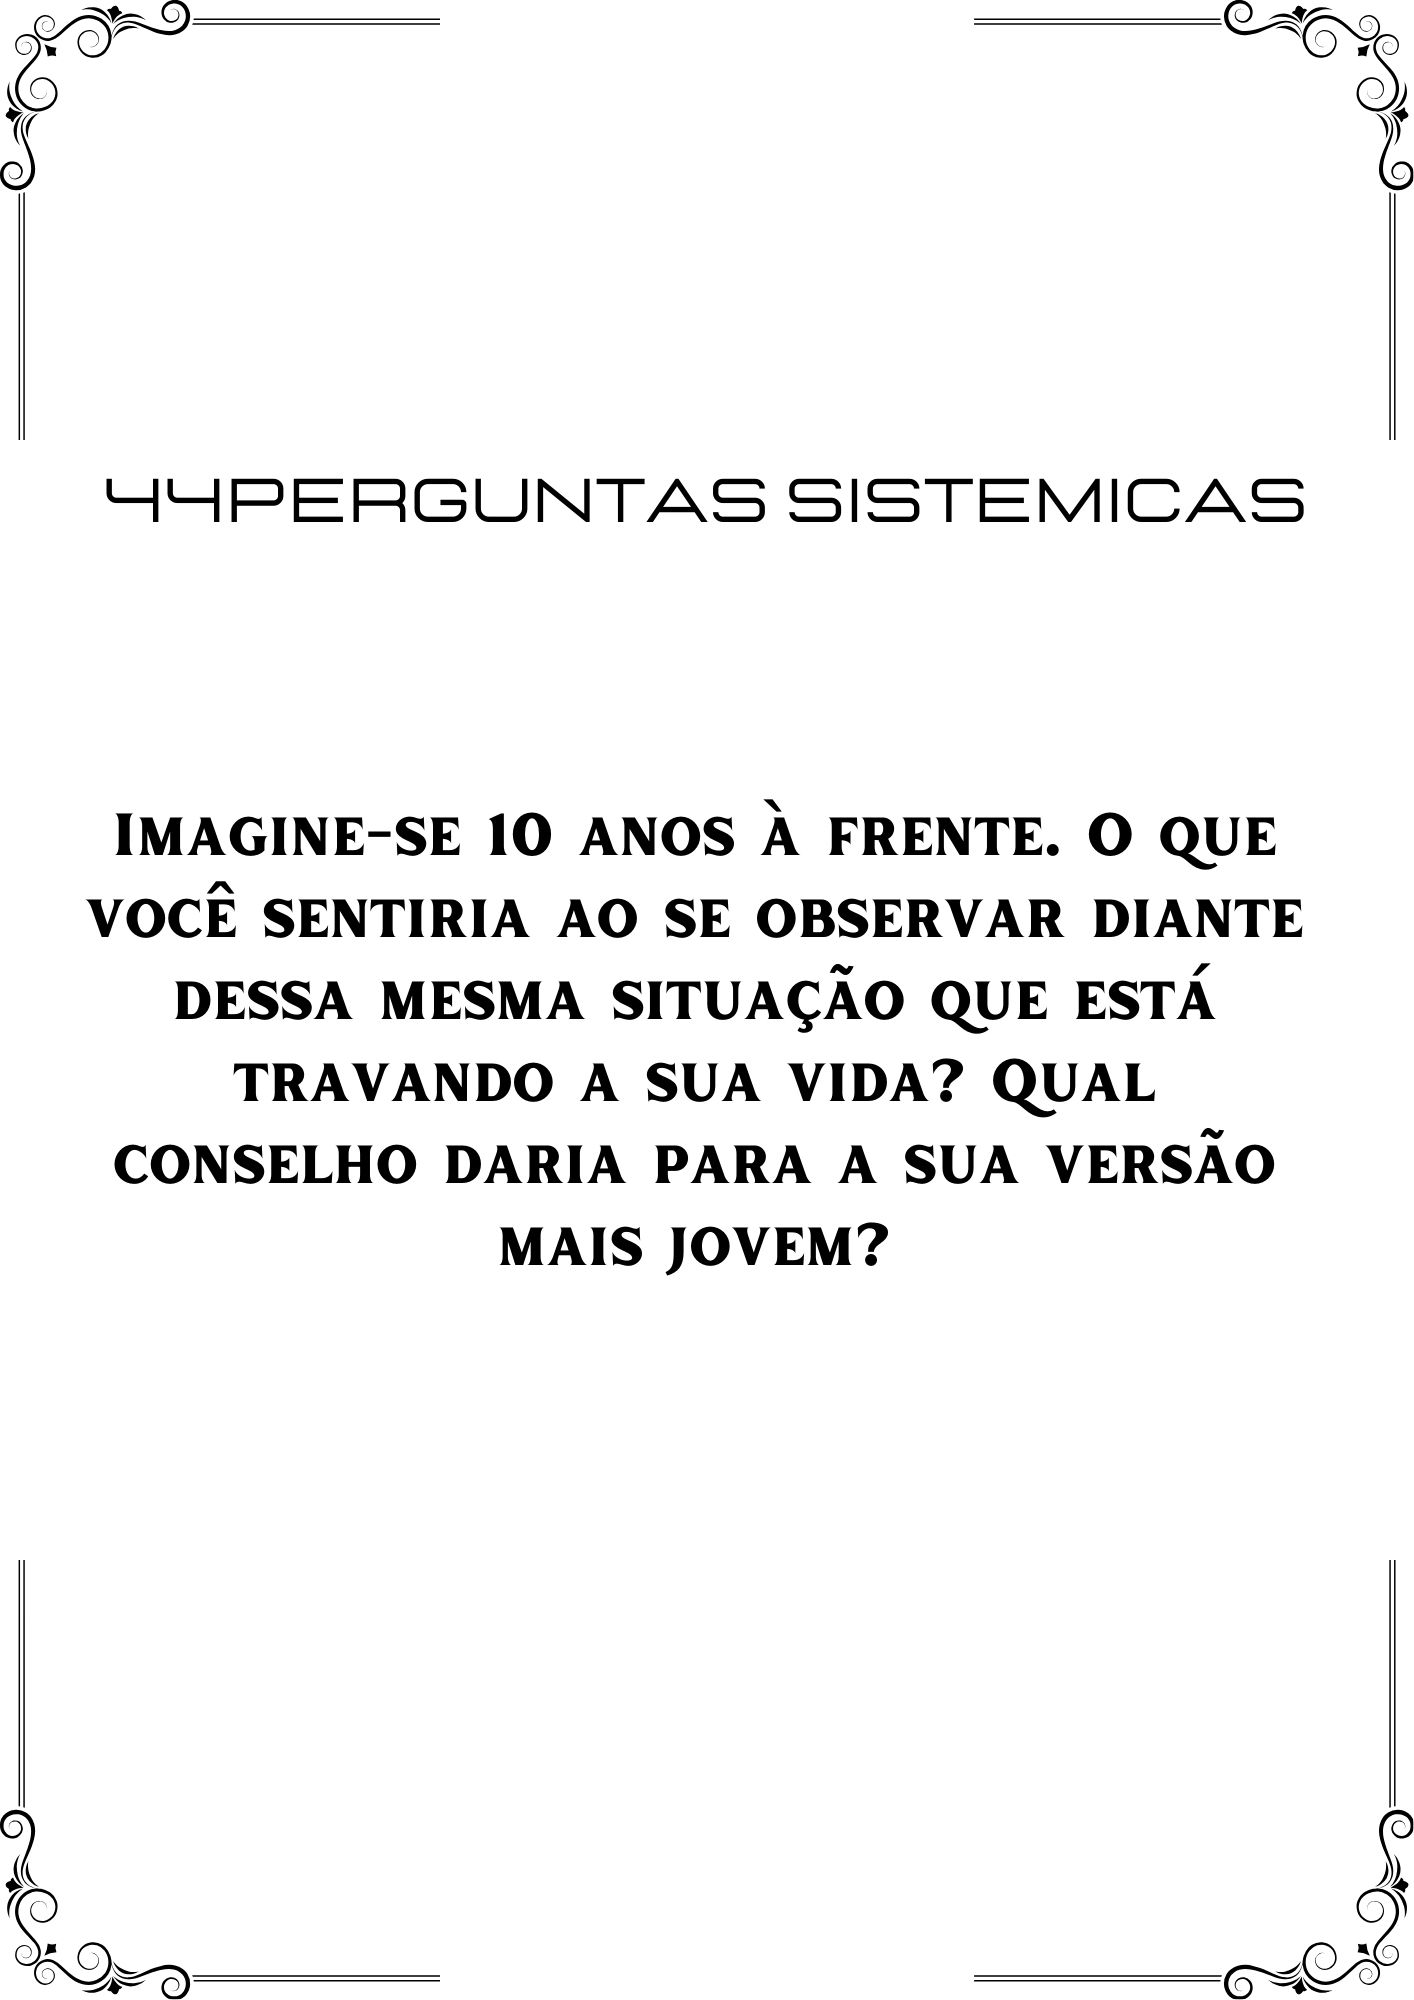 44PERGUNTAS SISTEMICAS
Imagine-se 10 anos à frente. O que
você sentiria ao se observar diante
dessa mesma situação que está
travando a sua vida? Qual
conselho daria para a sua versão
mais jovem?